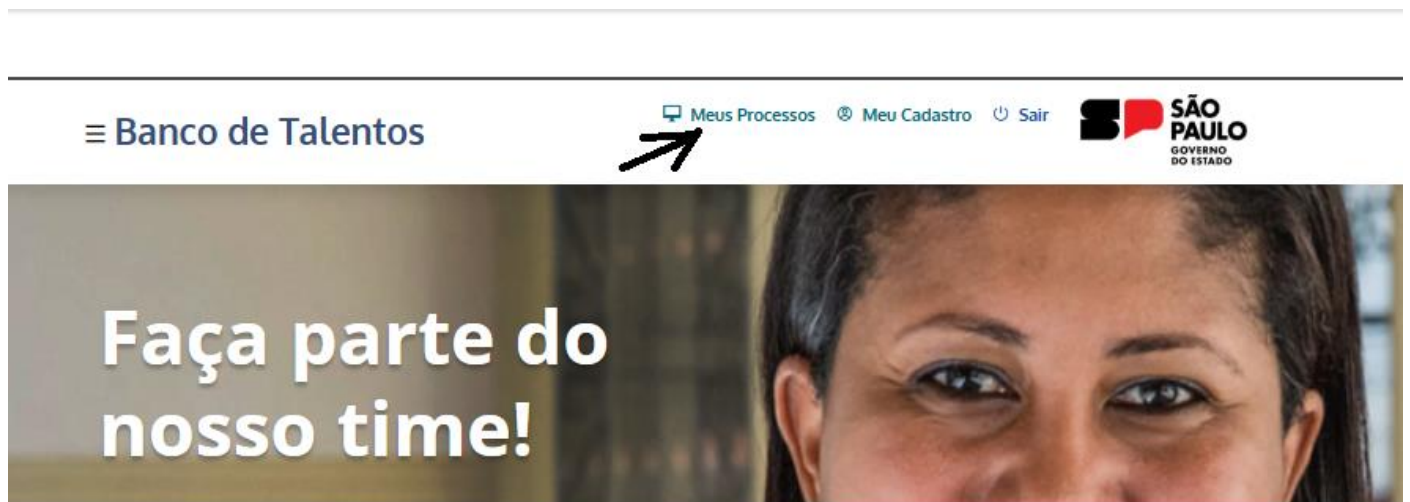 ☰ Banco de Talentos
Meus Processos Meu Cadastro Sair
SÃO
PAULO
GOVERNO
DO ESTADO
Faça parte do
nosso time!